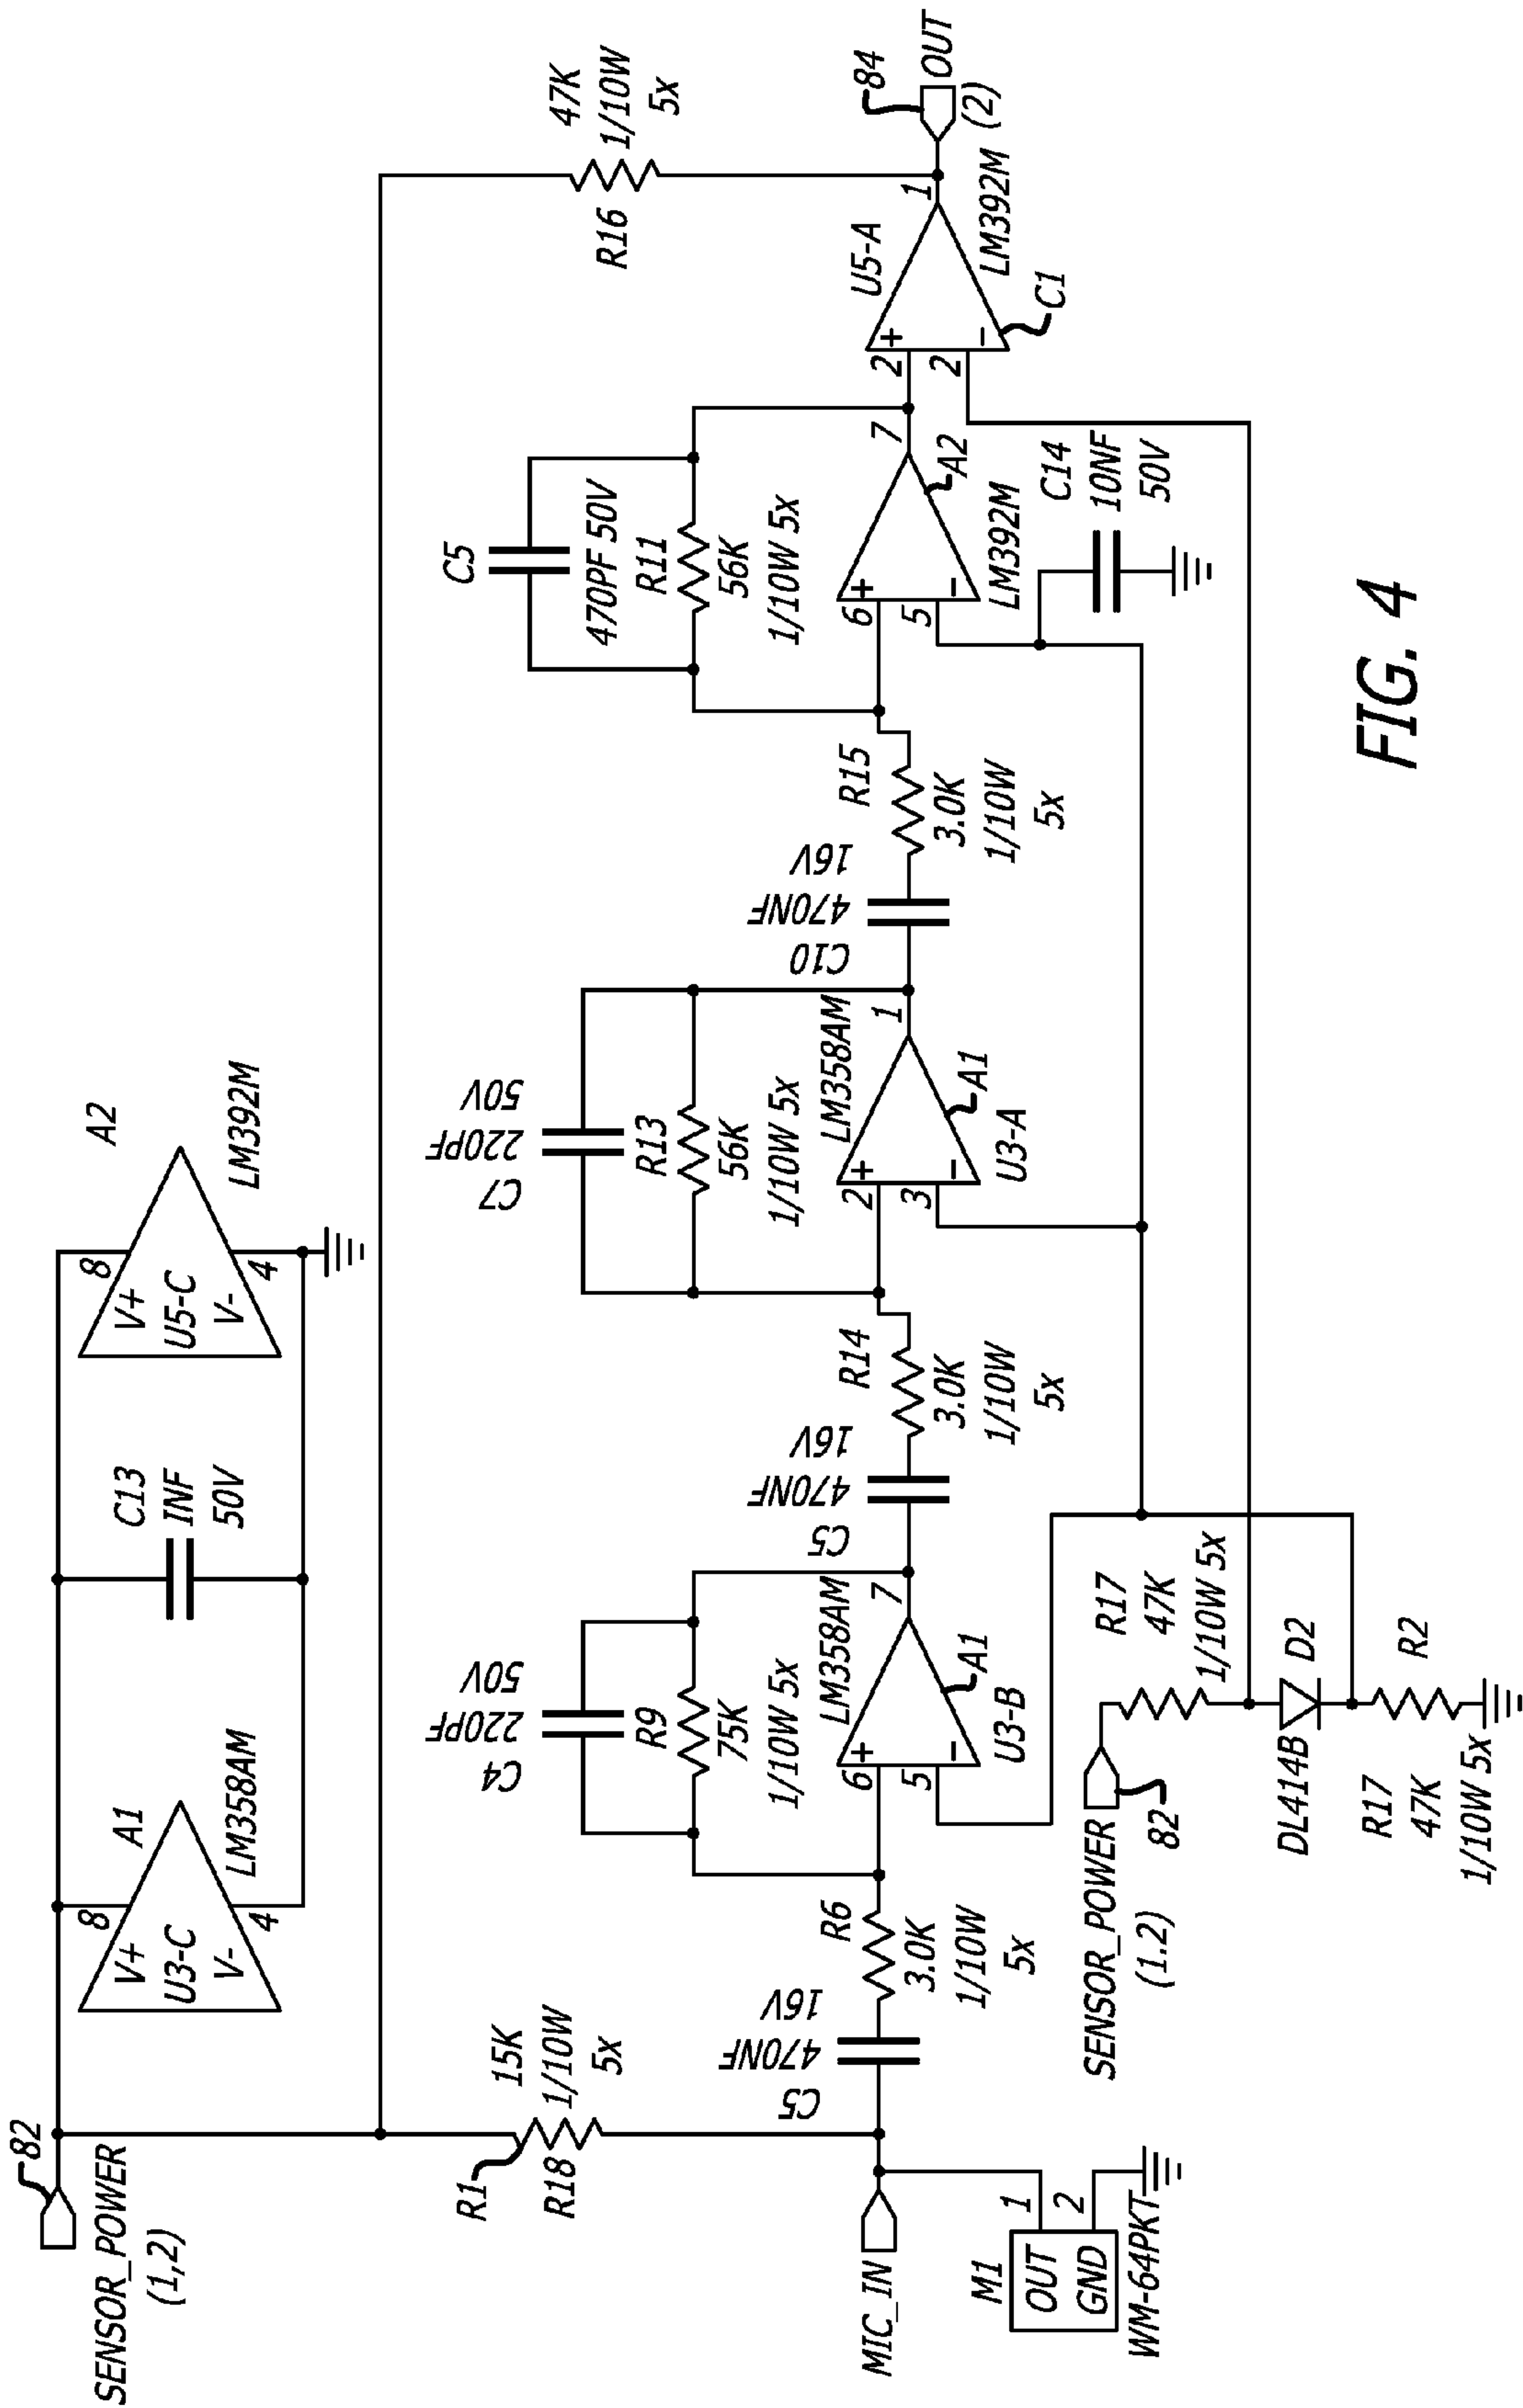 82
SENSOR_POWER
(1,2)
A1
8
V+
U3-C
V-
4
LM358AM
C13
INF
50V
A2
8
V+
U5-C
V-
4
LM392M
R1
15K
1/10W
5x
R18
47K
1/10W
5x
R16
MIC_IN
M1
OUT
GND
1
2
WM-64PKT
C5
470NF
16V
R6
3.0K
1/10W
5x
C4
220PF
50V
R9
75K
1/10W 5x
LM358AM
6
+
5
-
7
A1
U3-B
C5
470NF
16V
R14
3.0K
1/10W
5x
C7
220PF
50V
R13
56K
1/10W 5x
LM358AM
2
+
3
-
1
A1
U3-A
C10
470NF
16V
R15
3.0K
1/10W
5x
C5
470PF 50V
R11
56K
1/10W 5x
6
+
5
-
7
A2
LM392M
C14
10NF
50V
U5-A
2
+
2
-
1
LM392M
C1
84
OUT
(2)
SENSOR_POWER
(1.2)
82
R17
47K
1/10W 5x
D2
DL414B
R2
R17
47K
1/10W 5x
FIG. 4